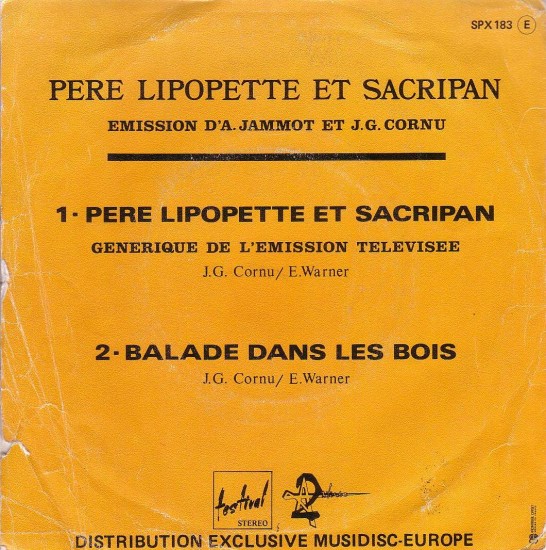 SPX 183 E
PERE LIPOPETTE ET SACRIPAN
EMISSION D'A. JAMMOT ET J.G. CORNU
1 - PERE LIPOPETTE ET SACRIPAN
GENERIQUE DE L'EMISSION TELEVISEE
J.G. Cornu / E. Warner
2 - BALADE DANS LES BOIS
J.G. Cornu / E. Warner
festival
STEREO
DISTRIBUTION EXCLUSIVE MUSIDISC-EUROPE